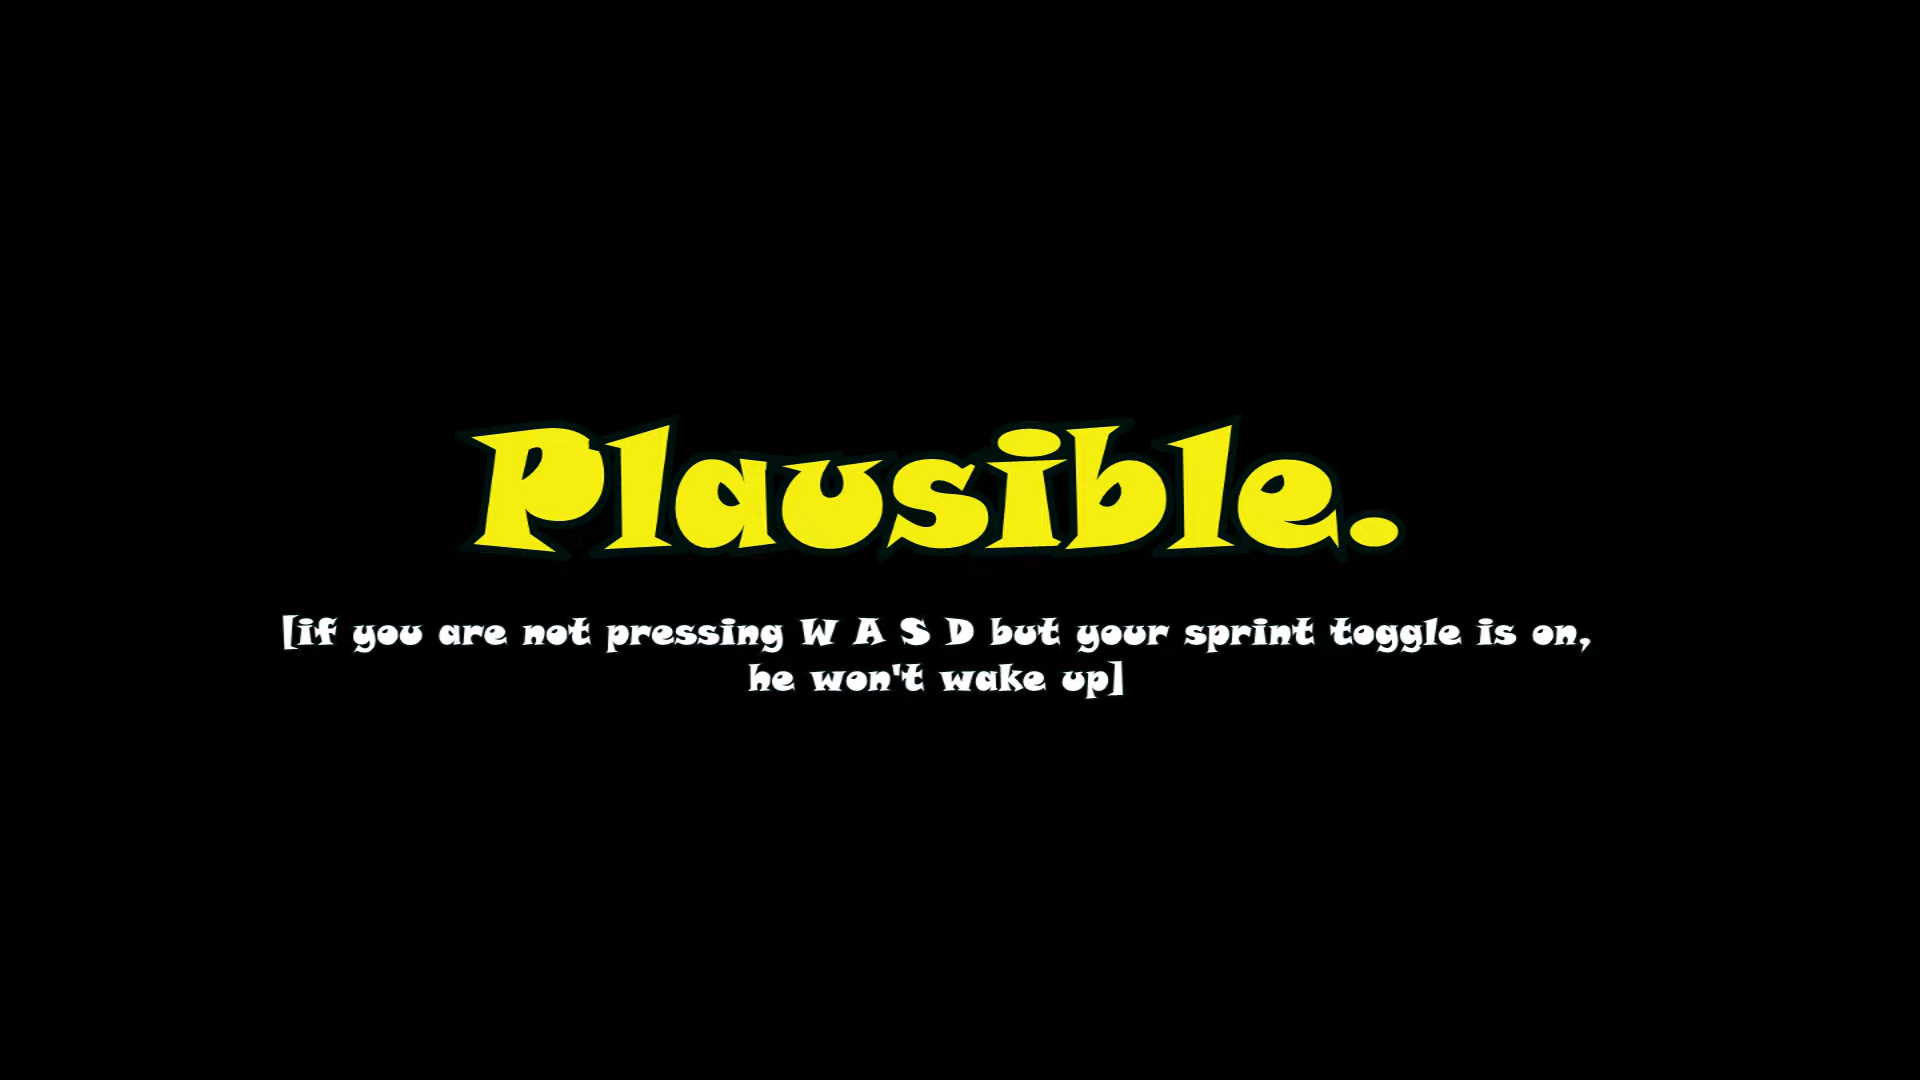 Plausible.
[if you are not pressing W A S D but your sprint toggle is on,
he won't wake up]